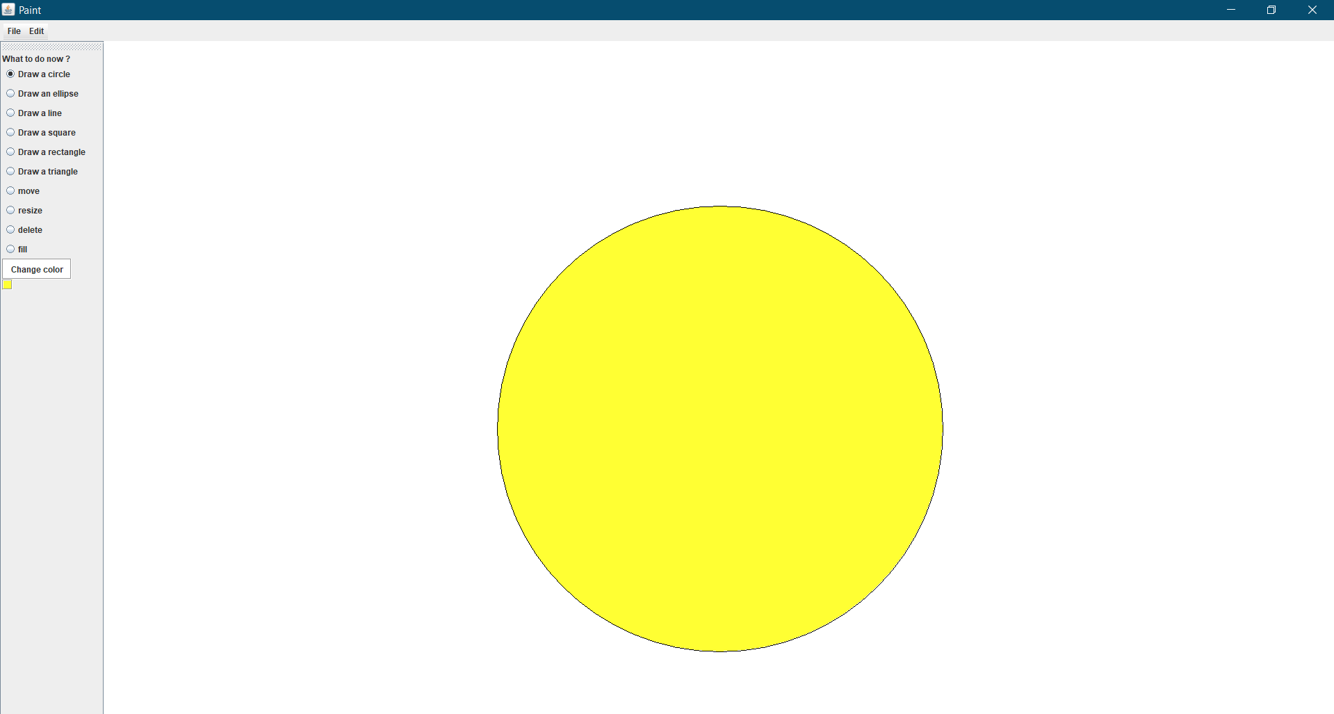 Paint
File Edit
What to do now ?
Draw a circle
Draw an ellipse
Draw a line
Draw a square
Draw a rectangle
Draw a triangle
move
resize
delete
fill
Change color